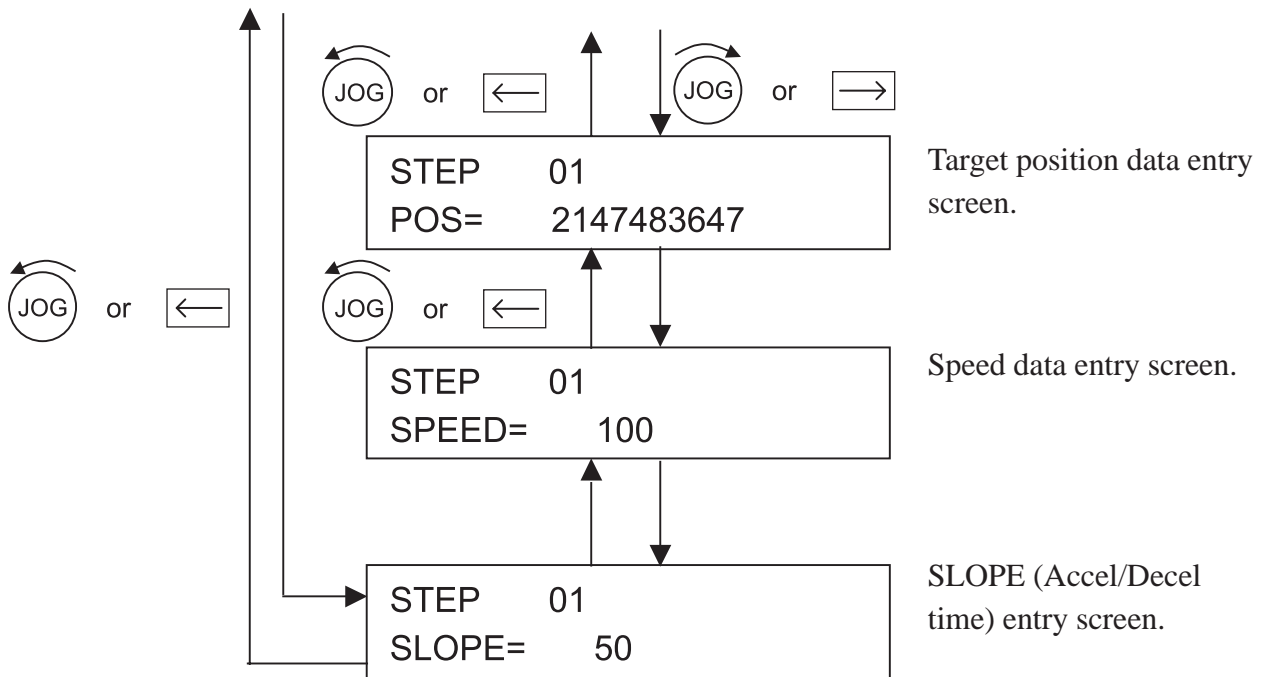 JOG or ← JOG or →
STEP 01
POS= 2147483647
Target position data entry
screen.
JOG or ← JOG or ←
STEP 01
SPEED= 100
Speed data entry screen.
STEP 01
SLOPE= 50
SLOPE (Accel/Decel
time) entry screen.